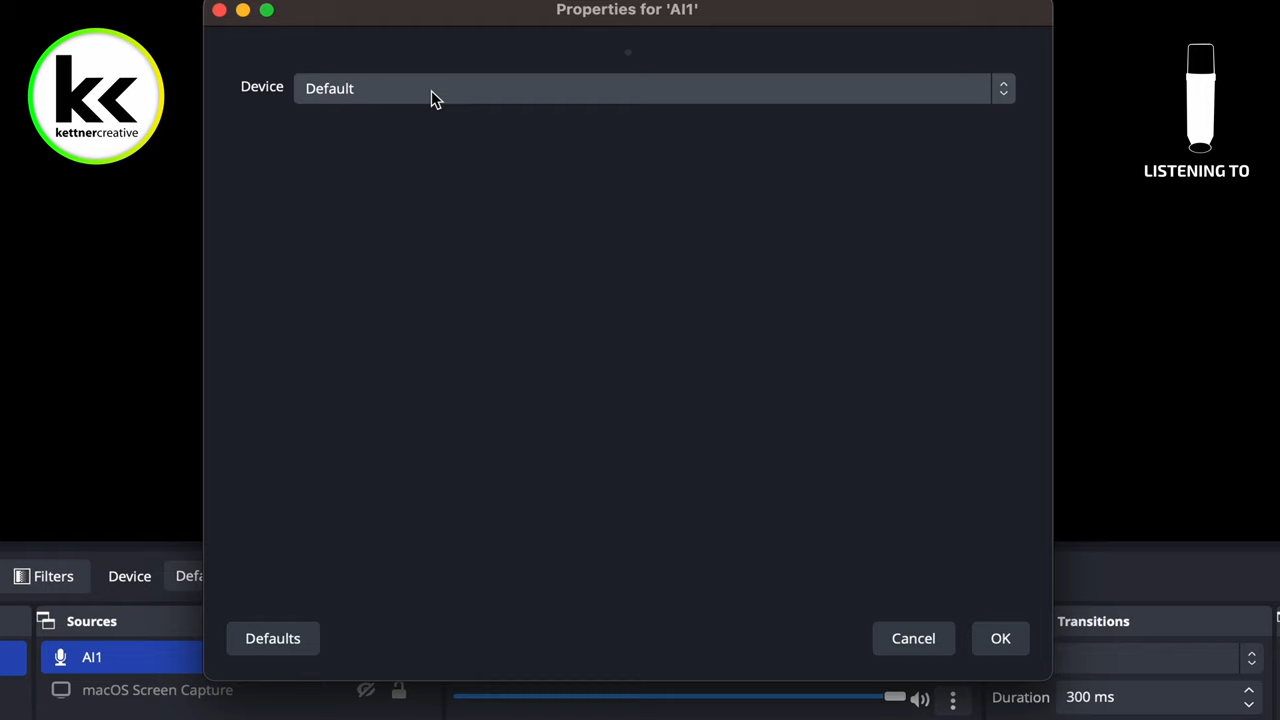 Properties for 'AI1'
kk
kettnercreative
Device
Default
LISTENING TO
Defaults
Cancel
OK
Filters
Device
Defa
Sources
Transitions
AI1
macOS Screen Capture
Duration
300 ms